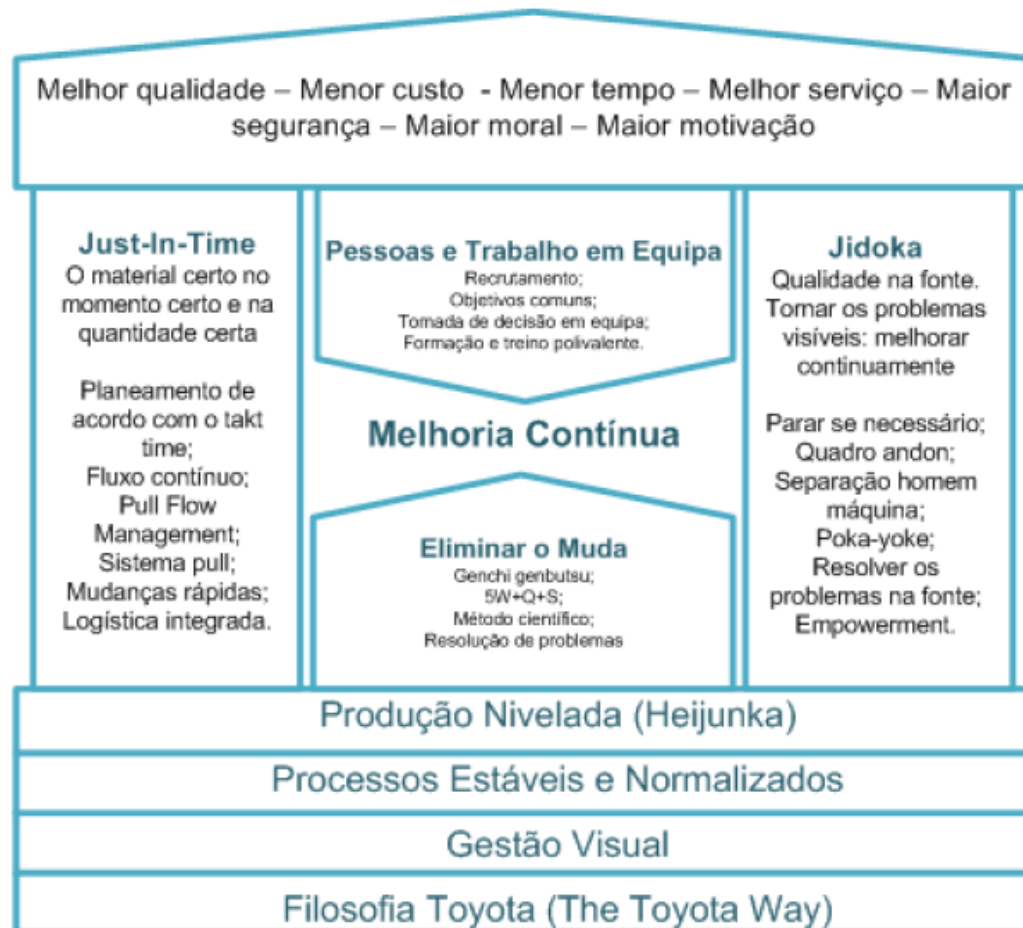 Melhor qualidade – Menor custo - Menor tempo – Melhor serviço – Maior
segurança – Maior moral – Maior motivação
Just-In-Time
O material certo no
momento certo e na
quantidade certa
Planeamento de
acordo com o takt
time;
Fluxo contínuo;
Pull Flow
Management;
Sistema pull;
Mudanças rápidas;
Logística integrada.
Pessoas e Trabalho em Equipa
Recrutamento;
Objetivos comuns;
Tomada de decisão em equipa;
Formação e treino polivalente.
Melhoria Contínua
Eliminar o Muda
Genchi genbutsu;
5W+Q+S;
Método científico;
Resolução de problemas
Jidoka
Qualidade na fonte.
Tornar os problemas
visíveis: melhorar
continuamente
Parar se necessário;
Quadro andon;
Separação homem
máquina;
Poka-yoke;
Resolver os
problemas na fonte;
Empowerment.
Produção Nivelada (Heijunka)
Processos Estáveis e Normalizados
Gestão Visual
Filosofia Toyota (The Toyota Way)